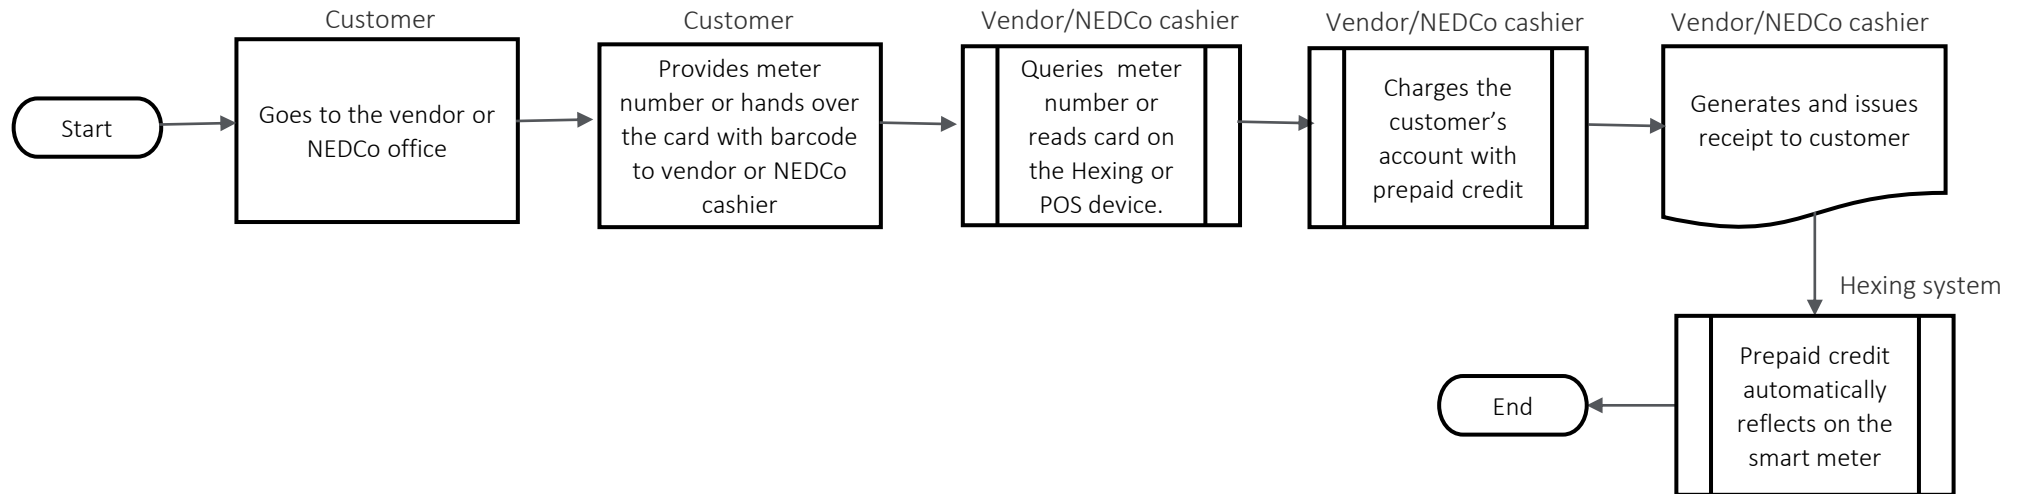 Customer
Customer
Vendor/NEDCo cashier
Vendor/NEDCo cashier
Vendor/NEDCo cashier
Start
Goes to the vendor or
NEDCo office
Provides meter
number or hands over
the card with barcode
to vendor or NEDCo
cashier
Queries meter
number or
reads card on
the Hexing or
POS device.
Charges the
customer’s
account with
prepaid credit
Generates and issues
receipt to customer
Hexing system
Prepaid credit
automatically
reflects on the
smart meter
End